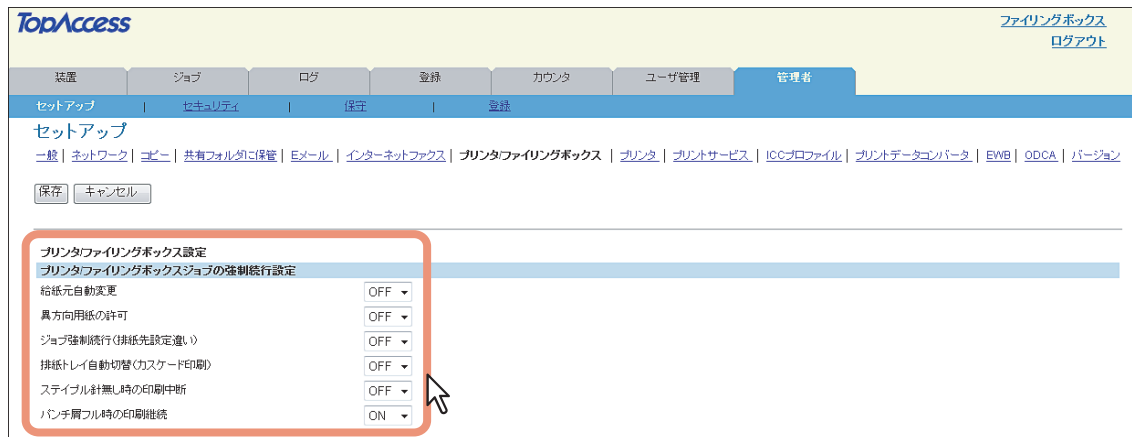 TopAccess
ファイリングボックス
ログアウト
装置 ジョブ ログ 登録 カウンタ ユーザ管理 管理者
セットアップ | セキュリティ | 保守 | 登録
セットアップ
一般 | ネットワーク | コピー | 共有フォルダに保管 | Eメール | インターネットファクス | プリンタ/ファイリングボックス | プリンタ | プリントサービス | ICCプロファイル | プリントデータコンバータ | EWB | ODCA | バージョン
保存 キャンセル
プリンタ/ファイリングボックス設定
プリンタ/ファイリングボックスジョブの強制続行設定
給紙元自動変更 OFF
異方向用紙の許可 OFF
ジョブ強制続行(排紙先設定違い) OFF
排紙トレイ自動切替(カスケード印刷) OFF
ステイプル針無し時の印刷中断 OFF
パンチ屑フル時の印刷継続 ON